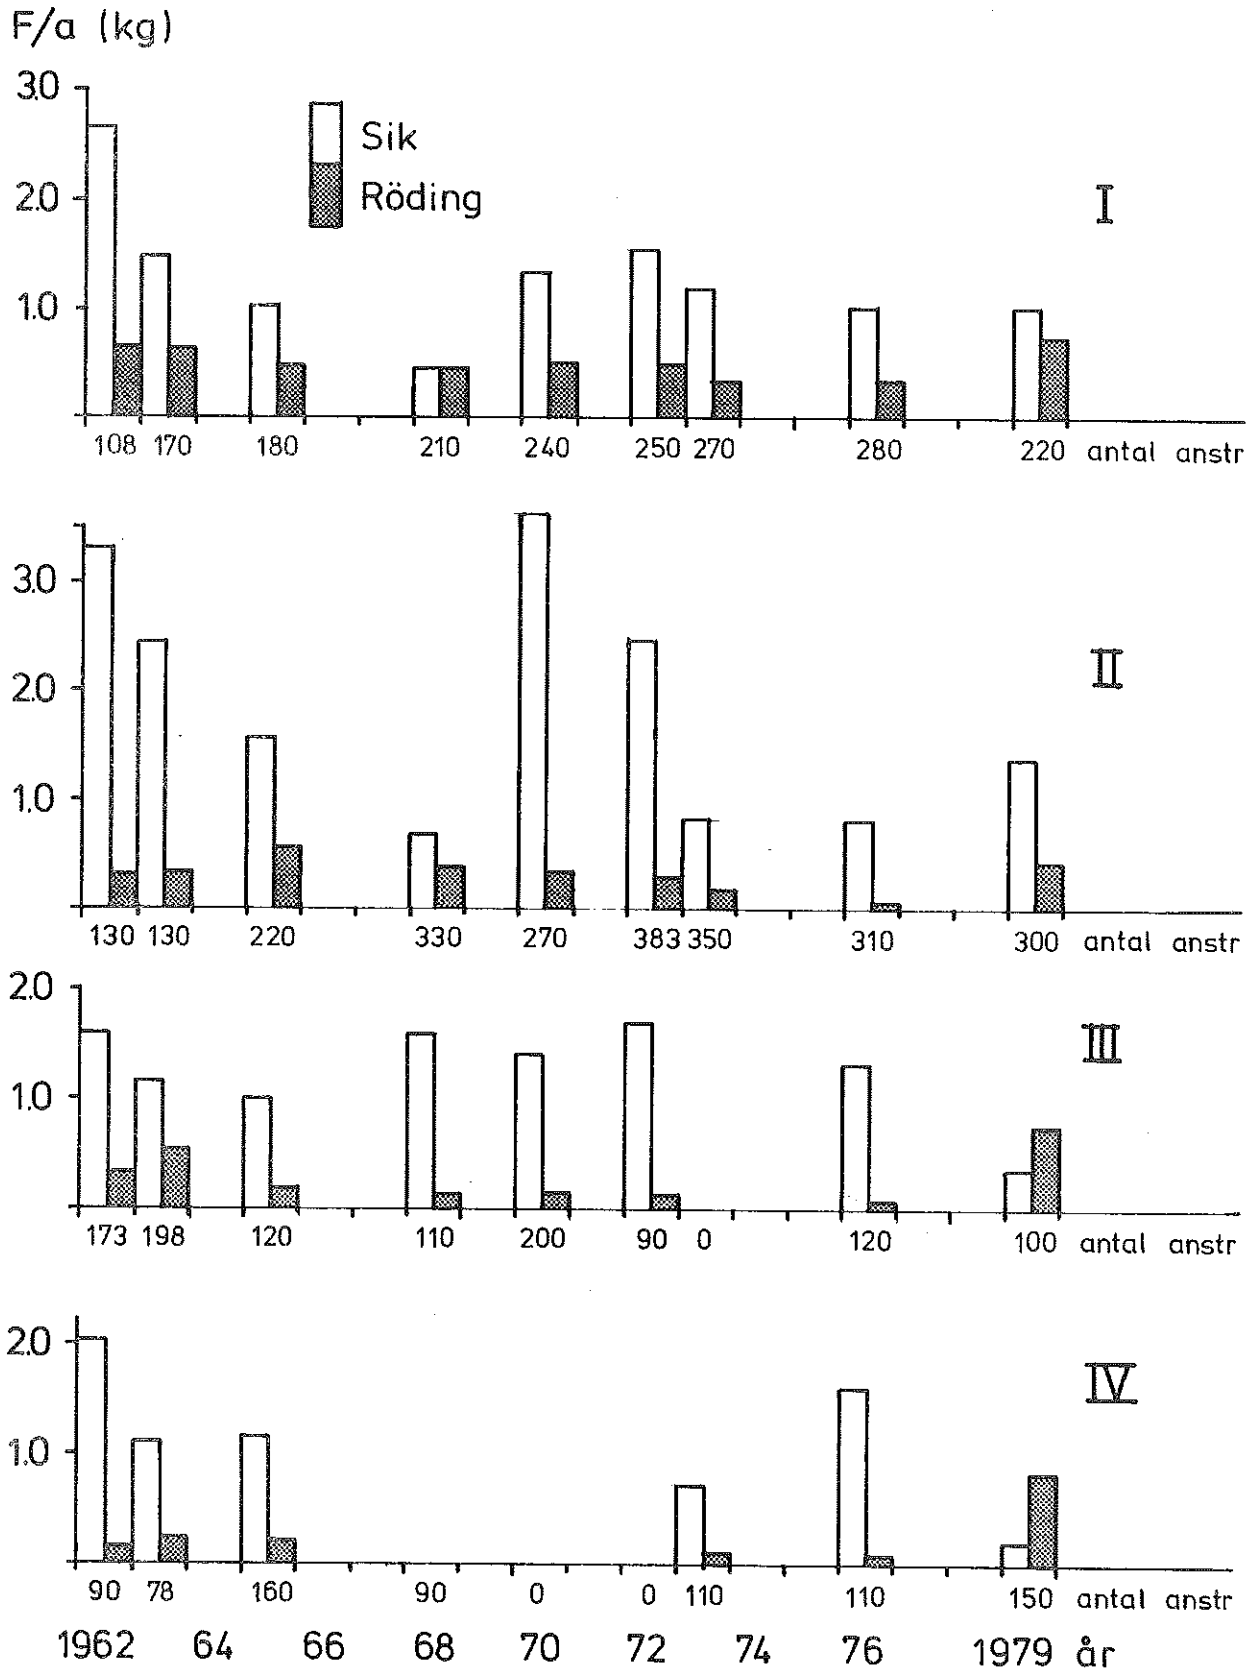 F/a (kg)
3.0
Sik
Röding
I
2.0
1.0
108 170 180 210 240 250 270 280 220 antal anstr
3.0
II
2.0
1.0
130 130 220 330 270 383 350 310 300 antal anstr
2.0
III
1.0
173 198 120 110 200 90 0 120 100 antal anstr
2.0
IV
1.0
90 78 160 90 0 0 110 110 150 antal anstr
1962 64 66 68 70 72 74 76 1979 år